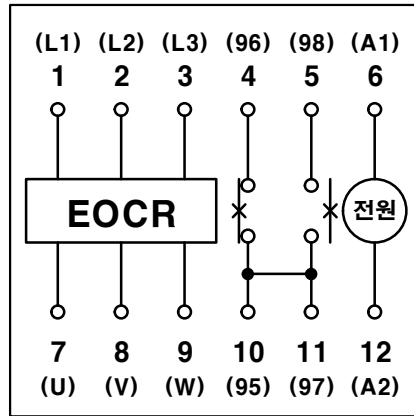 (L1) (L2) (L3) (96) (98) (A1)
1 2 3 4 5 6
EOCR 전원
7 8 9 10 11 12
(U) (V) (W) (95) (97) (A2)